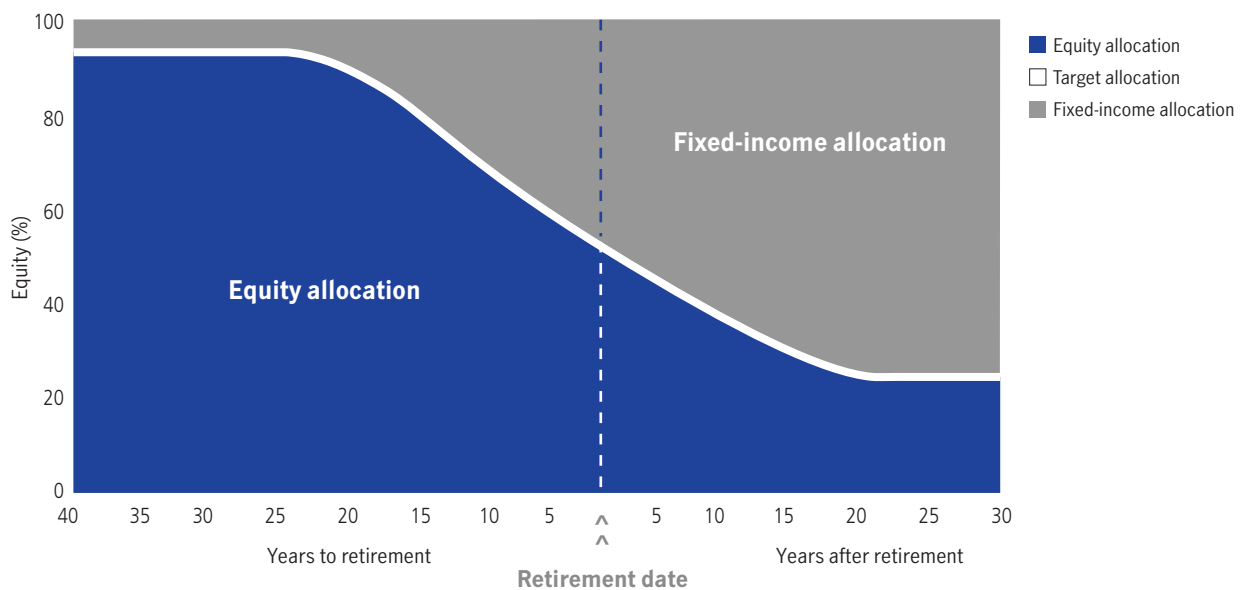 100
80
60
40
20
0
Equity (%)
Equity allocation
Fixed-income allocation
Equity allocation
Target allocation
Fixed-income allocation
40 35 30 25 20 15 10 5 ^ 5 10 15 20 25 30
^
Years to retirement Years after retirement
Retirement date